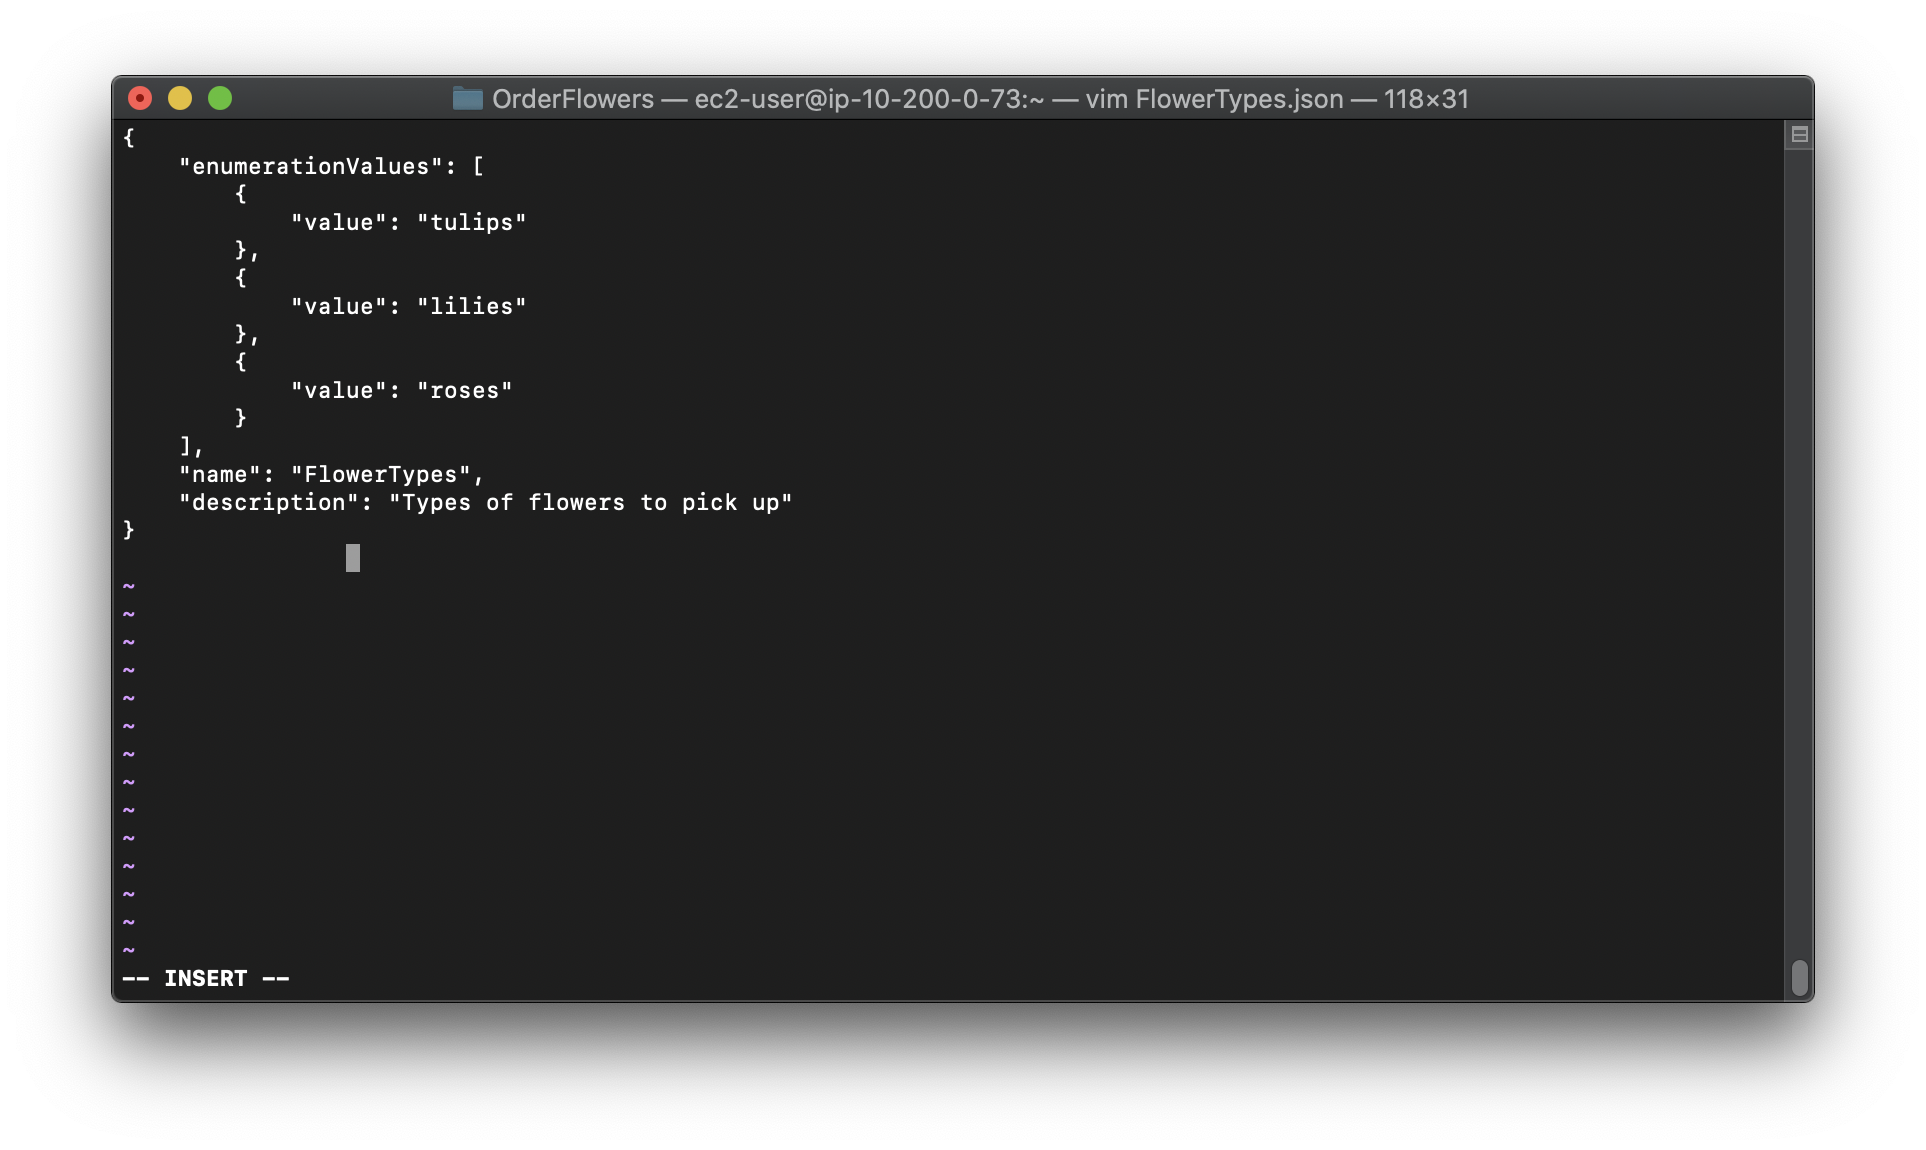 OrderFlowers — ec2-user@ip-10-200-0-73:~ — vim FlowerTypes.json — 118×31
{
    "enumerationValues": [
        {
            "value": "tulips"
        },
        {
            "value": "lilies"
        },
        {
            "value": "roses"
        }
    ],
    "name": "FlowerTypes",
    "description": "Types of flowers to pick up"
}
~
~
~
~
~
~
~
~
~
~
~
~
~
~
-- INSERT --